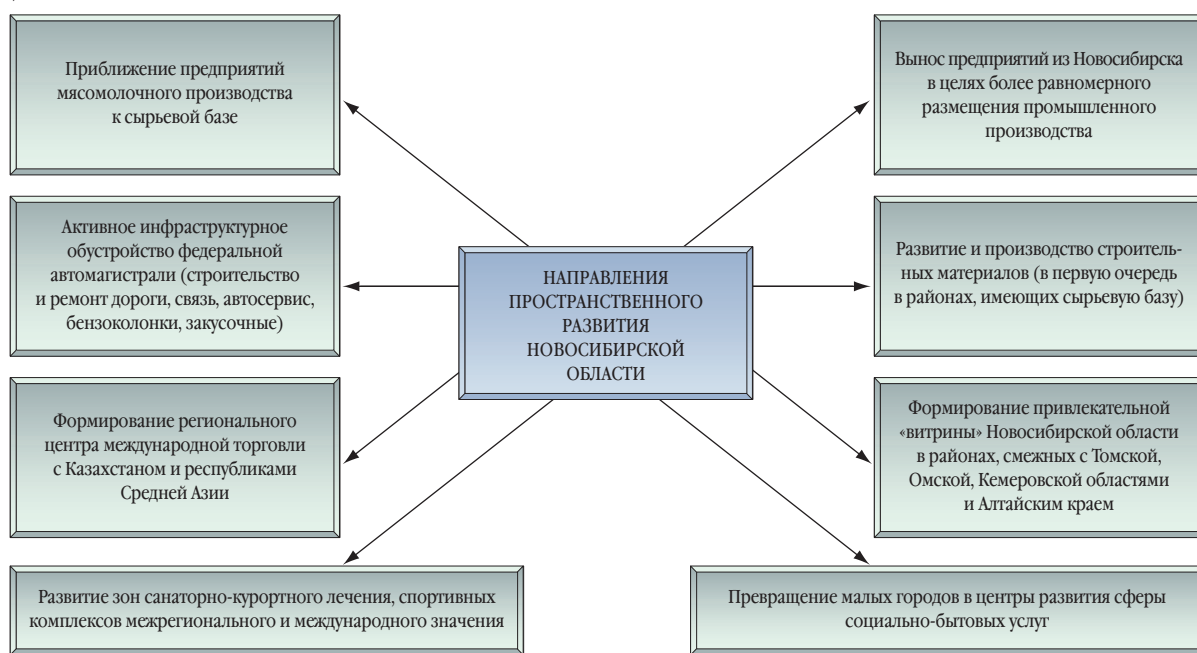 Приближение предприятий
мясомолочного производства
к сырьевой базе
Вынос предприятий из Новосибирска
в целях более равномерного
размещения промышленного
производства
Активное инфраструктурное
обустройство федеральной
автомагистрали (строительство
и ремонт дороги, связь, автосервис,
бензоколонки, закусочные)
НАПРАВЛЕНИЯ
ПРОСТРАНСТВЕННОГО
РАЗВИТИЯ
НОВОСИБИРСКОЙ
ОБЛАСТИ
Развитие и производство строитель-
ных материалов (в первую очередь
в районах, имеющих сырьевую базу)
Формирование регионального
центра международной торговли
с Казахстаном и республиками
Средней Азии
Формирование привлекательной
«витрины» Новосибирской области
в районах, смежных с Томской,
Омской, Кемеровской областями
и Алтайским краем
Развитие зон санаторно-курортного лечения, спортивных
комплексов межрегионального и международного значения
Превращение малых городов в центры развития сферы
социально-бытовых услуг